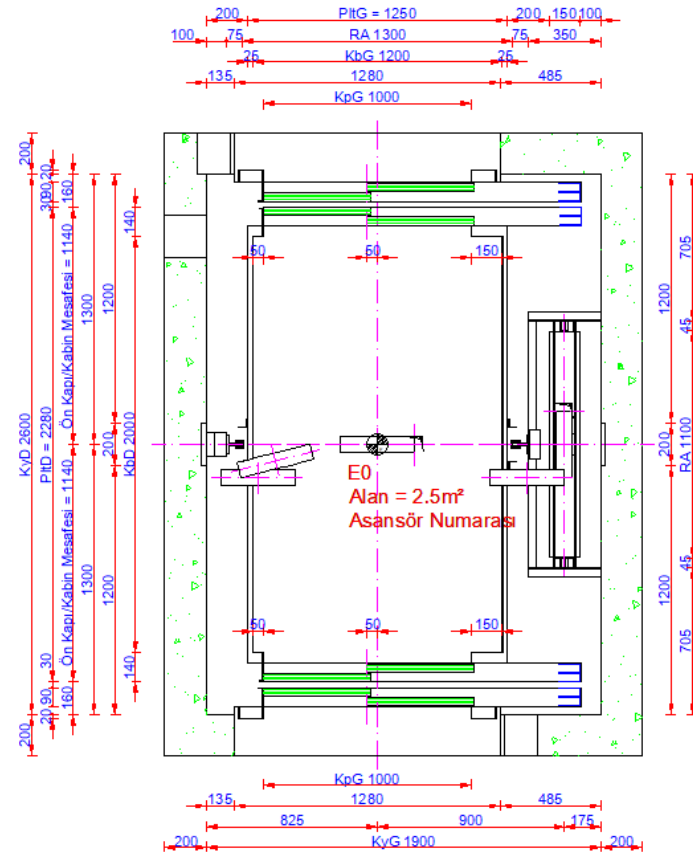 200 PltG = 1250 200 150 100
100 75 RA 1300 75 350
25 KbG 1200 25
135 1280 485
KpG 1000
200
20
90
30
160
140
KyD 2600
PltD = 2280
Ön Kapı/Kabin Mesafesi = 1140
1300
1200
200
KbD 2000
Ön Kapı/Kabin Mesafesi = 1140
1300
1200
30
90
20
160
140
200
50 50 150
E0
Alan = 2.5m²
Asansör Numarası
50 50 150
705
1200
45
200
RA 1100
45
1200
705
KpG 1000
135 1280 485
825 900 175
200 KyG 1900 200